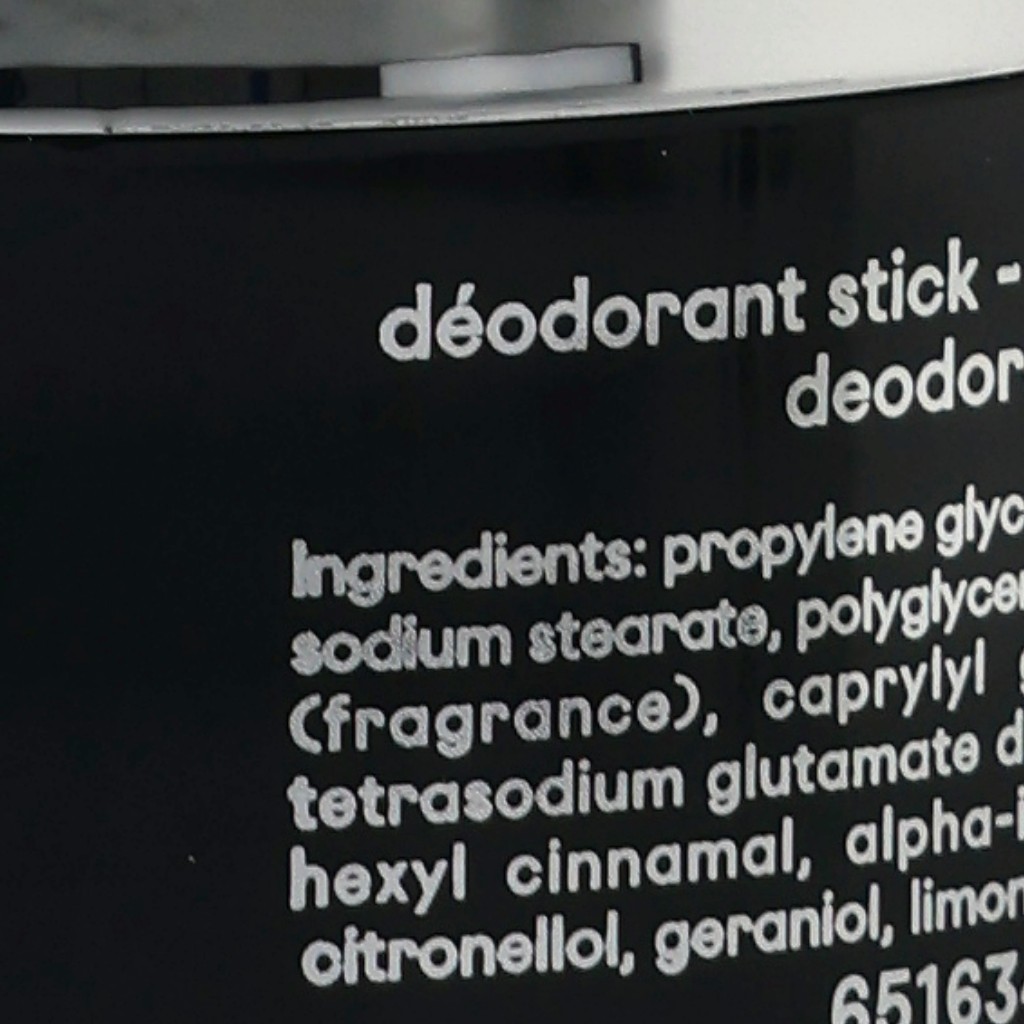 déodorant stick -
deodor
Ingredients: propylene glyc
sodium stearate, polyglycer
(fragrance), caprylyl
tetrasodium glutamate d
hexyl cinnamal, alpha-i
citronellol, geraniol, limon
65163